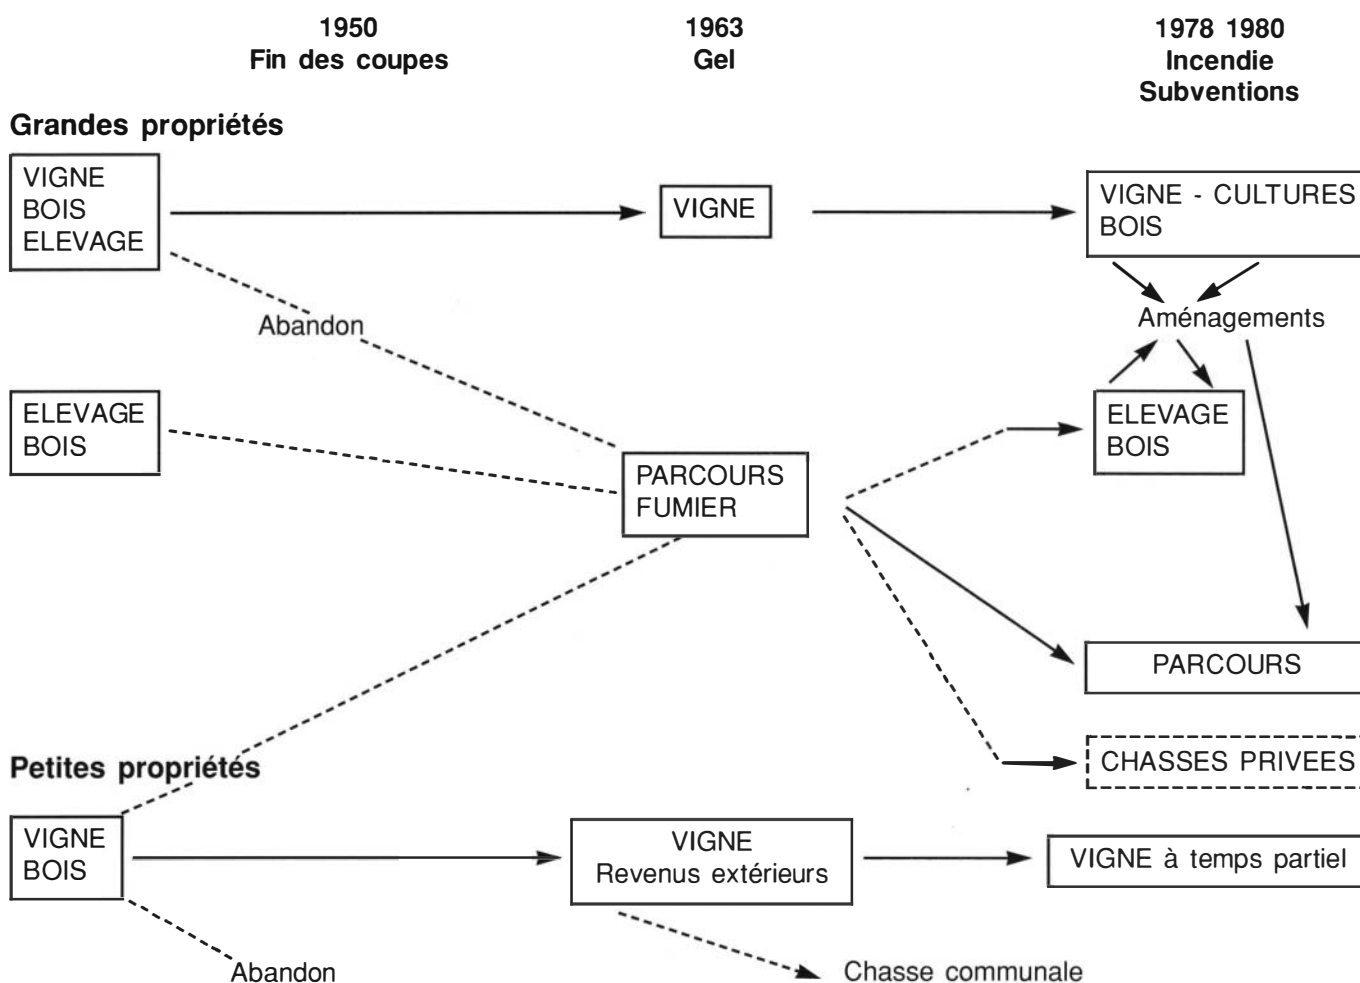 1950
Fin des coupes
1963
Gel
1978 1980
Incendie
Subventions
Grandes propriétés
VIGNE
BOIS
ELEVAGE
VIGNE
VIGNE - CULTURES
BOIS
Abandon
Aménagements
ELEVAGE
BOIS
ELEVAGE
BOIS
PARCOURS
FUMIER
PARCOURS
CHASSES PRIVEES
Petites propriétés
VIGNE
BOIS
VIGNE
Revenus extérieurs
VIGNE à temps partiel
Abandon
Chasse communale